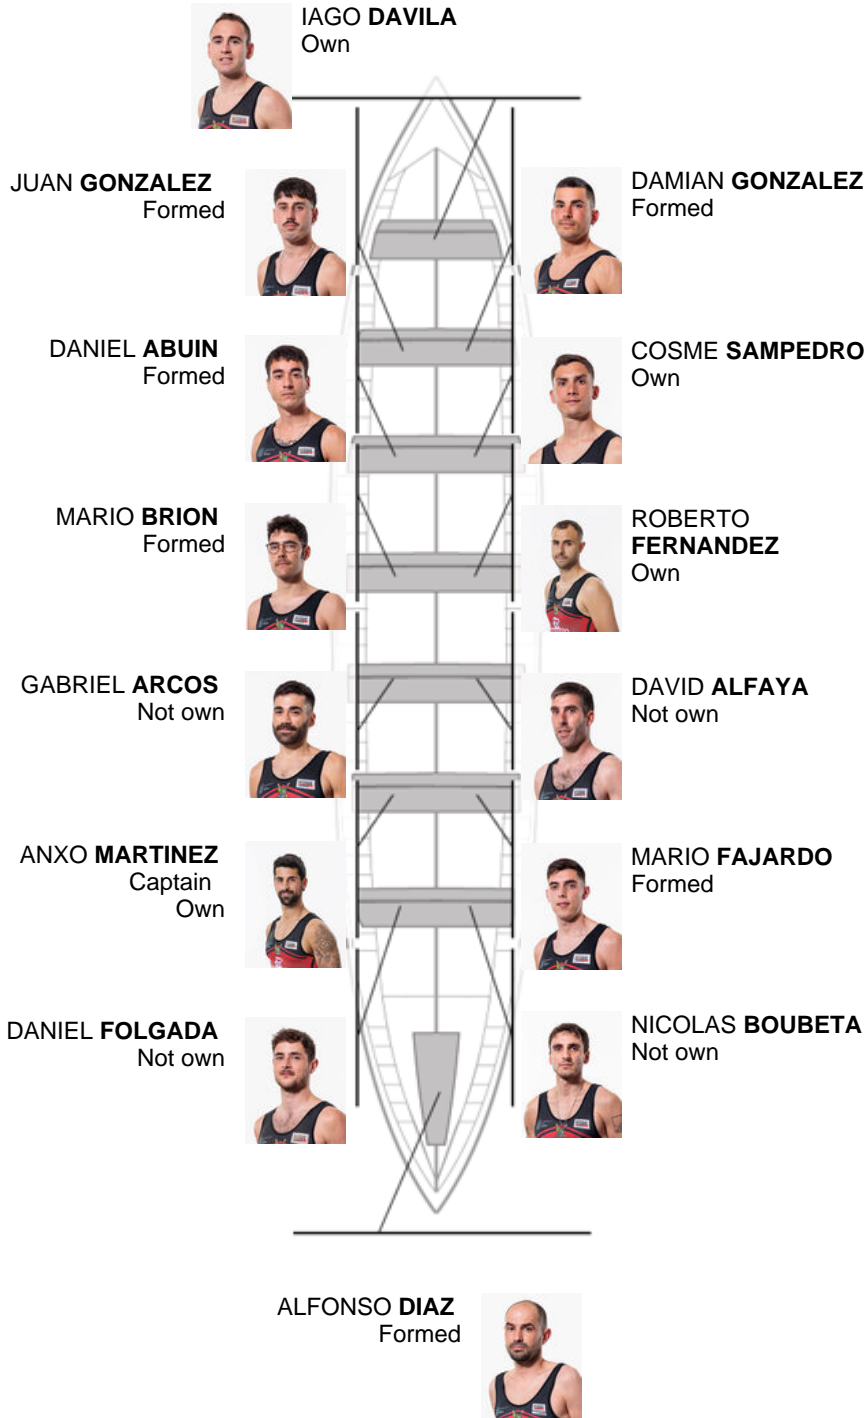 IAGO DAVILA
Own
JUAN GONZALEZ
Formed
DAMIAN GONZALEZ
Formed
DANIEL ABUIN
Formed
COSME SAMPEDRO
Own
MARIO BRION
Formed
ROBERTO
FERNANDEZ
Own
GABRIEL ARCOS
Not own
DAVID ALFAYA
Not own
ANXO MARTINEZ
Captain
Own
MARIO FAJARDO
Formed
DANIEL FOLGADA
Not own
NICOLAS BOUBETA
Not own
ALFONSO DIAZ
Formed